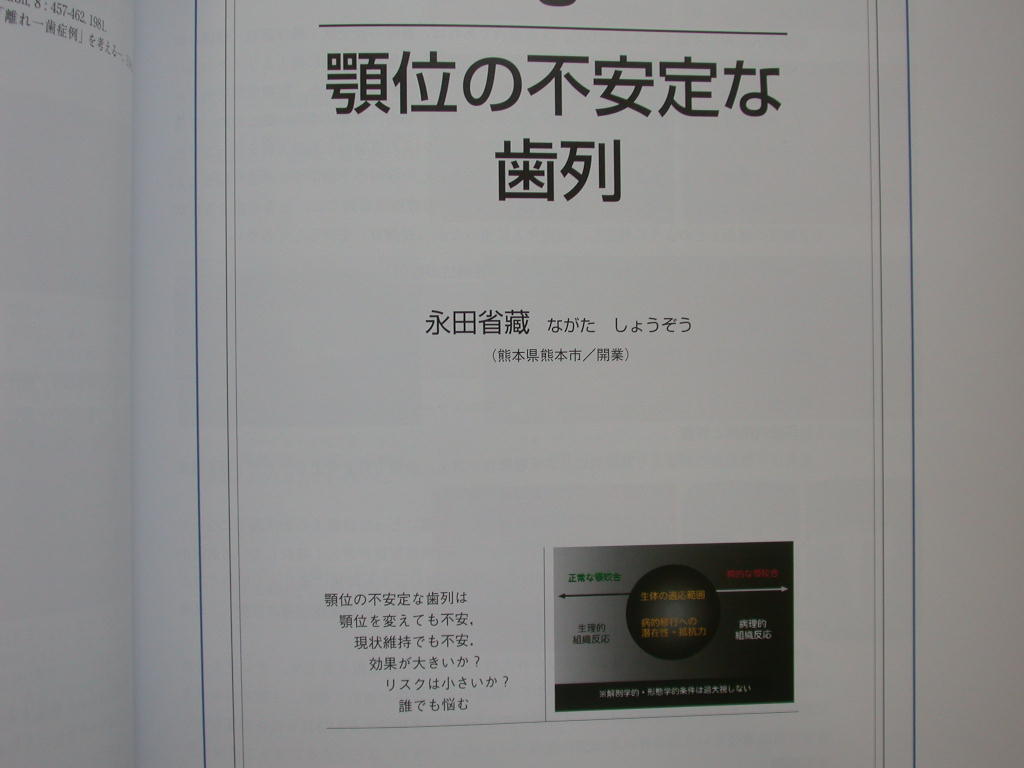 8 : 457-462, 1981.
「離れ一歯症例」を考える
顎位の不安定な
歯列
永田省藏 ながた しょうぞう
（熊本県熊本市／開業）
顎位の不安定な歯列は
顎位を変えても不安，
現状維持でも不安．
効果が大きいか？
リスクは小さいか？
誰でも悩む
正常な顎咬合
病的な顎咬合
生体の適応範囲
病的移行への
潜在性・抵抗力
生理的
組織反応
病理的
組織反応
※解剖学的・形態学的条件は過大視しない